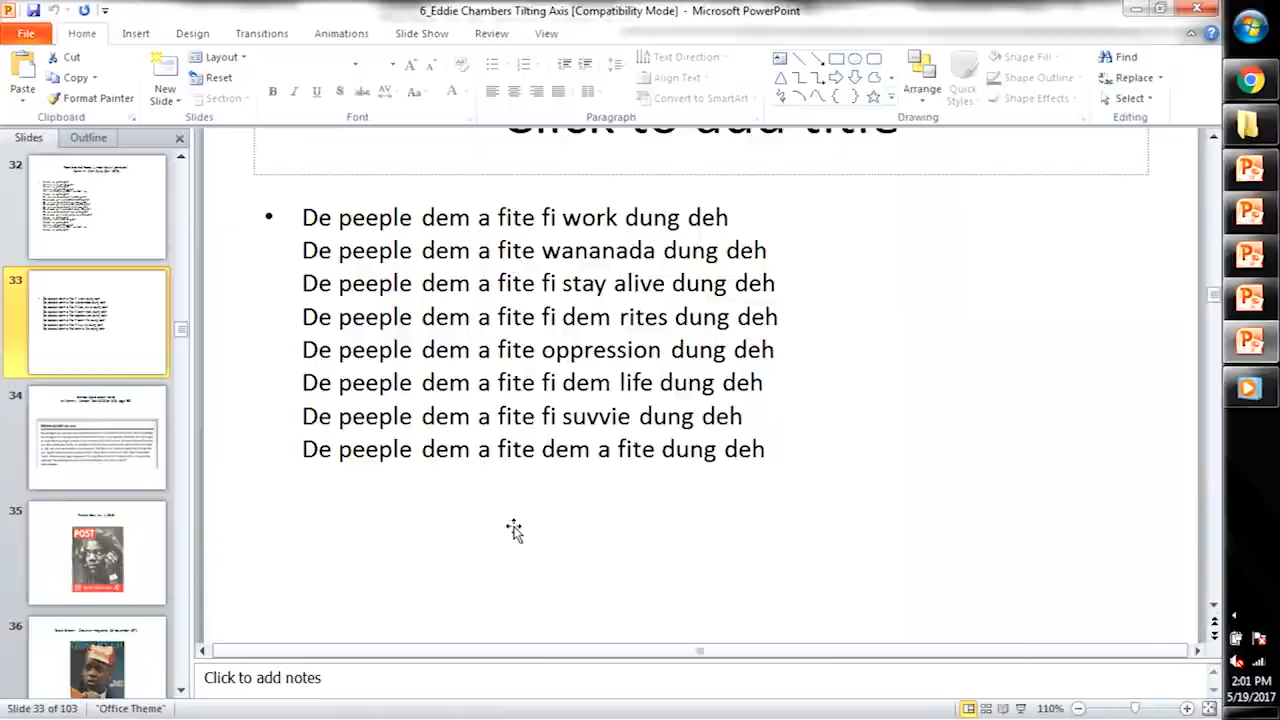 6_Eddie Chambers Tilting Axis [Compatibility Mode] - Microsoft PowerPoint
File Home Insert Design Transitions Animations Slide Show Review View
Cut
Copy
Format Painter
Paste
Clipboard
New
Slide
Layout
Reset
Section
Slides
Font
Text Direction
Align Text
Convert to SmartArt
Paragraph
Arrange
Quick
Styles
Shape Fill
Shape Outline
Shape Effects
Drawing
Find
Replace
Select
Editing
Slides Outline
32
33
34
35
POST
36
Click to add title
• De peeple dem a fite fi work dung deh
De peeple dem a fite wananada dung deh
De peeple dem a fite fi stay alive dung deh
De peeple dem a fite fi dem rites dung deh
De peeple dem a fite oppression dung deh
De peeple dem a fite fi dem life dung deh
De peeple dem a fite fi suvvie dung deh
De peeple dem a fite dem a fite dung deh
Click to add notes
Slide 33 of 103 "Office Theme" 110%
2:01 PM
5/19/2017